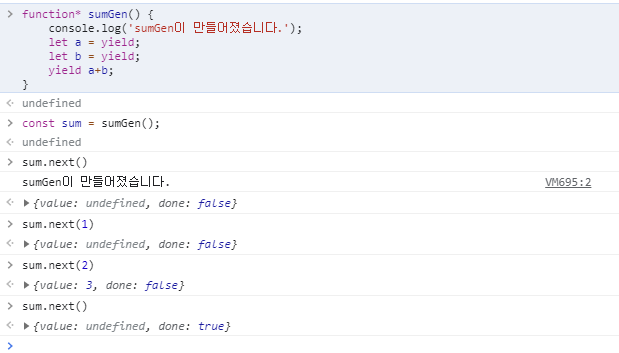 function* sumGen() {
console.log('sumGen이 만들어졌습니다.');
let a = yield;
let b = yield;
yield a+b;
}
undefined
const sum = sumGen();
undefined
sum.next()
sumGen이 만들어졌습니다. VM695:2
{value: undefined, done: false}
sum.next(1)
{value: undefined, done: false}
sum.next(2)
{value: 3, done: false}
sum.next()
{value: undefined, done: true}